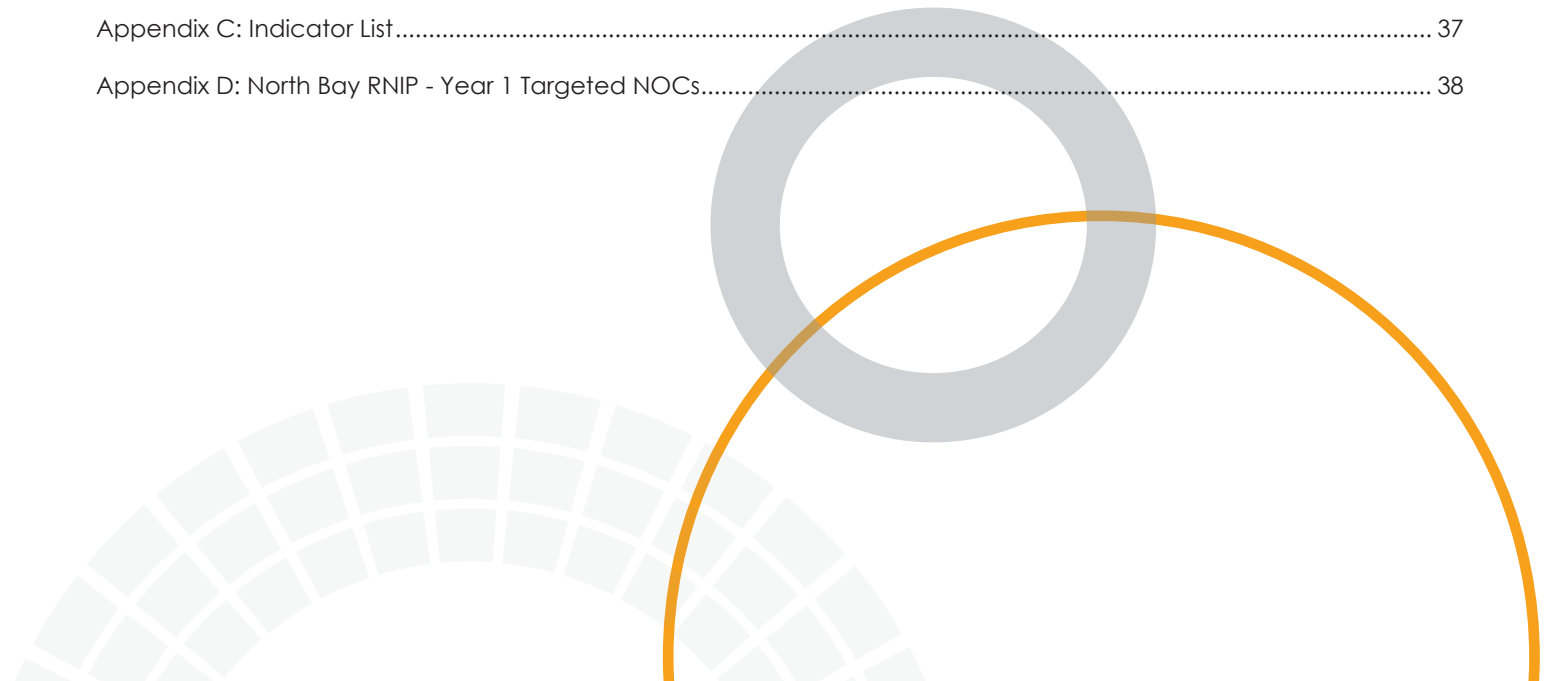 Appendix C: Indicator List.......................................................................................................................................................... 37
Appendix D: North Bay RNIP - Year 1 Targeted NOCs............................................................................................................. 38